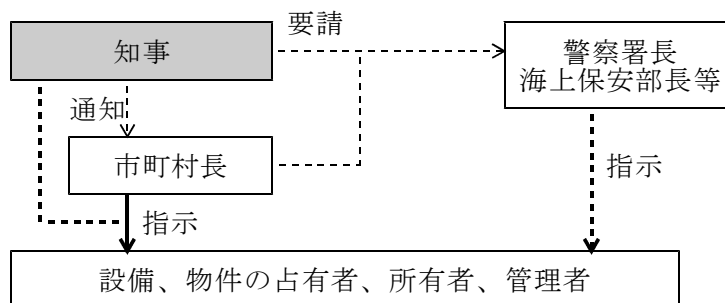 要請
知事
警察署長
海上保安部長等
通知
市町村長
指示
指示
設備、物件の占有者、所有者、管理者